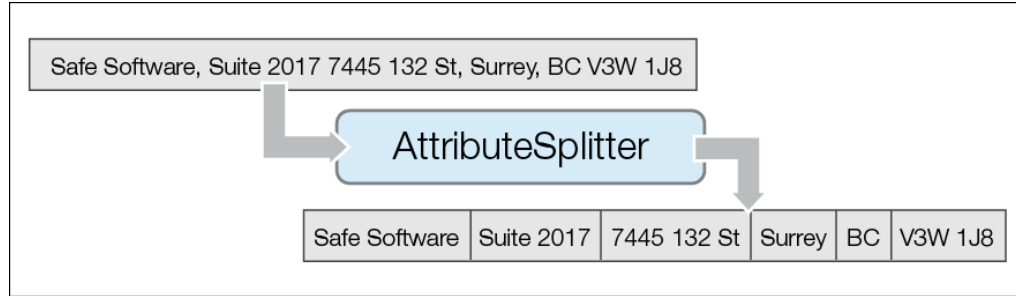 Safe Software, Suite 2017 7445 132 St, Surrey, BC V3W 1J8
AttributeSplitter
Safe Software Suite 2017 7445 132 St Surrey BC V3W 1J8